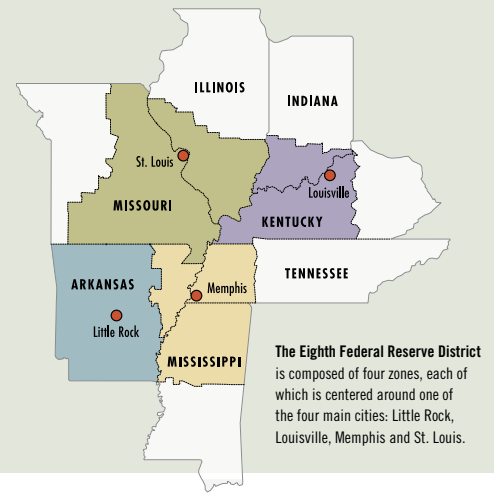 ILLINOIS
INDIANA
St. Louis
Louisville
MISSOURI
KENTUCKY
ARKANSAS
TENNESSEE
Memphis
Little Rock
MISSISSIPPI
The Eighth Federal Reserve District
is composed of four zones, each of
which is centered around one of
the four main cities: Little Rock,
Louisville, Memphis and St. Louis.